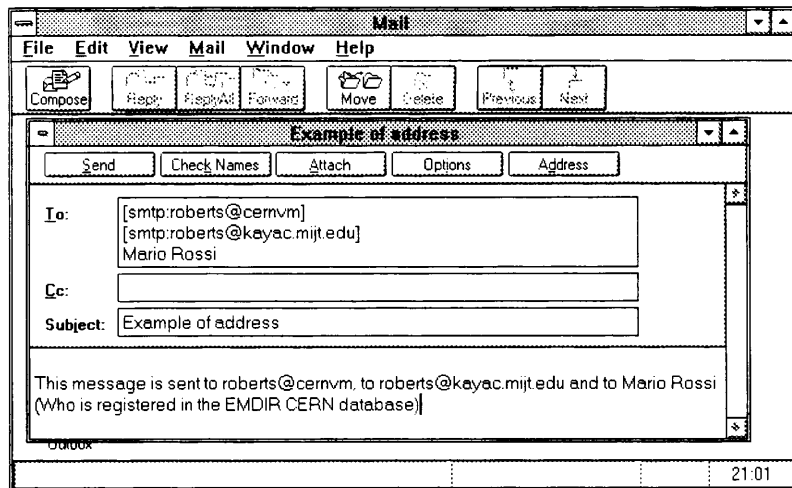 Mail
File Edit View Mail Window Help
Compose Reply ReplyAll Forward Move Delete Previous Next
Example of address
Send Check Names Attach Options Address
To: [smtp:roberts@cernvm]
[smtp:roberts@kayac.mijt.edu]
Mario Rossi
Cc:
Subject: Example of address
This message is sent to roberts@cernvm, to roberts@kayac.mijt.edu and to Mario Rossi
(Who is registered in the EMDIR CERN database)
Outbox
21:01